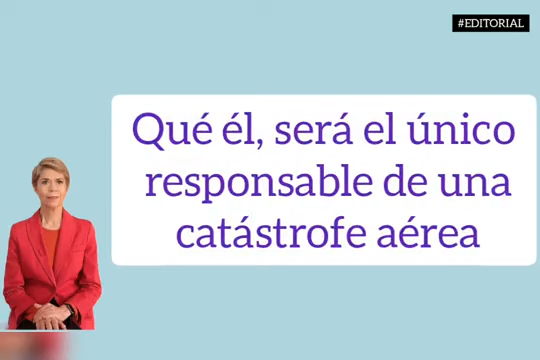 #EDITORIAL
Qué él, será el único
responsable de una
catástrofe aérea